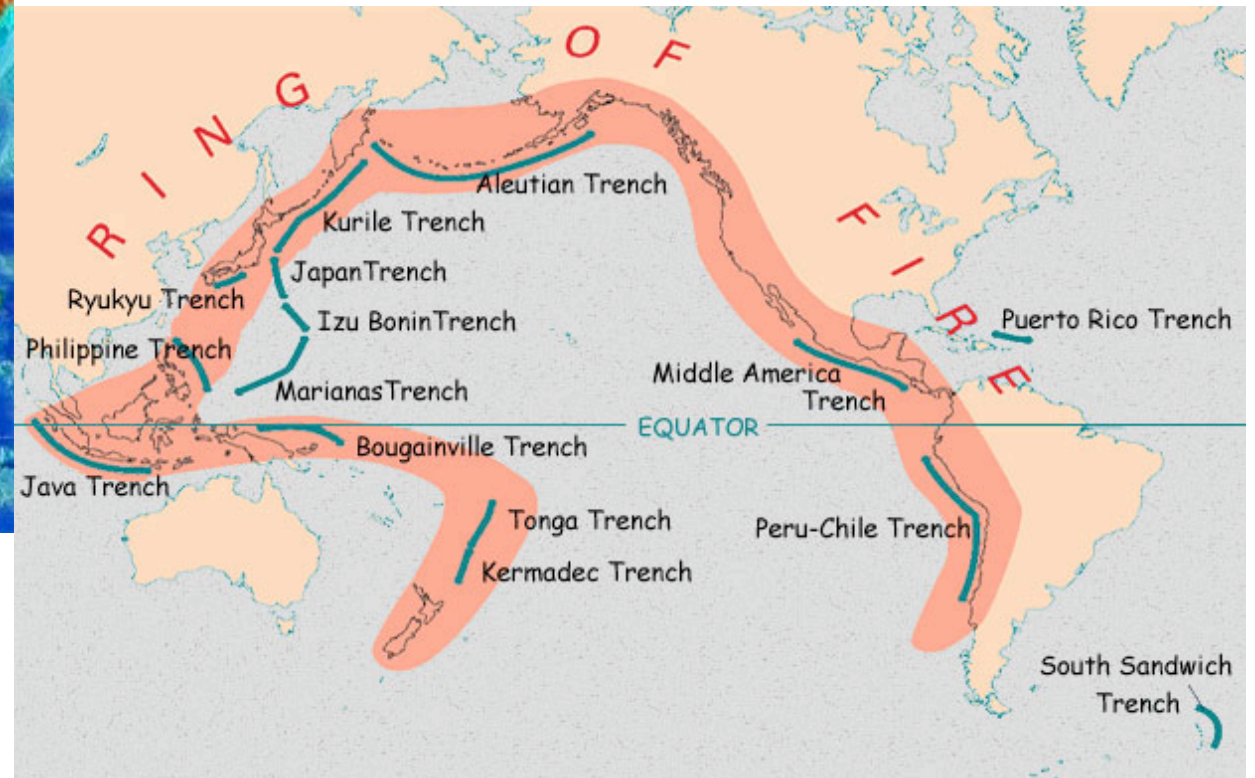 RING OF FIRE
Aleutian Trench
Kurile Trench
JapanTrench
Ryukyu Trench
Izu BoninTrench
Puerto Rico Trench
Philippine Trench
MarianasTrench
Middle America
Trench
EQUATOR
Bougainville Trench
Java Trench
Tonga Trench
Peru-Chile Trench
Kermadec Trench
South Sandwich
Trench